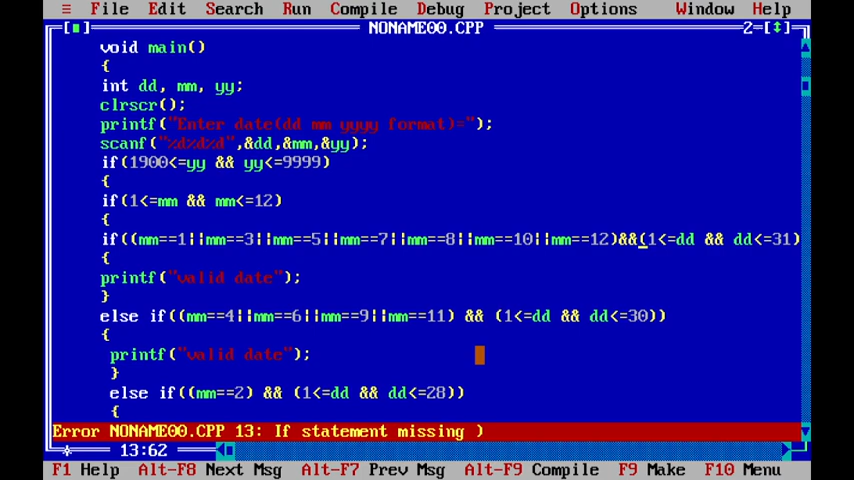 ≡ File Edit Search Run Compile Debug Project Options Window Help
[■] NONAME00.CPP 2=[↕]
void main()
{
int dd, mm, yy;
clrscr();
printf("Enter date(dd mm yyyy format)=");
scanf("%d%d%d",&dd,&mm,&yy);
if(1900<=yy && yy<=9999)
{
if(1<=mm && mm<=12)
{
if((mm==1||mm==3||mm==5||mm==7||mm==8||mm==10||mm==12)&&(1<=dd && dd<=31)
{
printf("valid date");
}
else if((mm==4||mm==6||mm==9||mm==11) && (1<=dd && dd<=30))
{
printf("valid date");
}
else if((mm==2) && (1<=dd && dd<=28))
{
Error NONAME00.CPP 13: If statement missing )
13:62
F1 Help Alt-F8 Next Msg Alt-F7 Prev Msg Alt-F9 Compile F9 Make F10 Menu